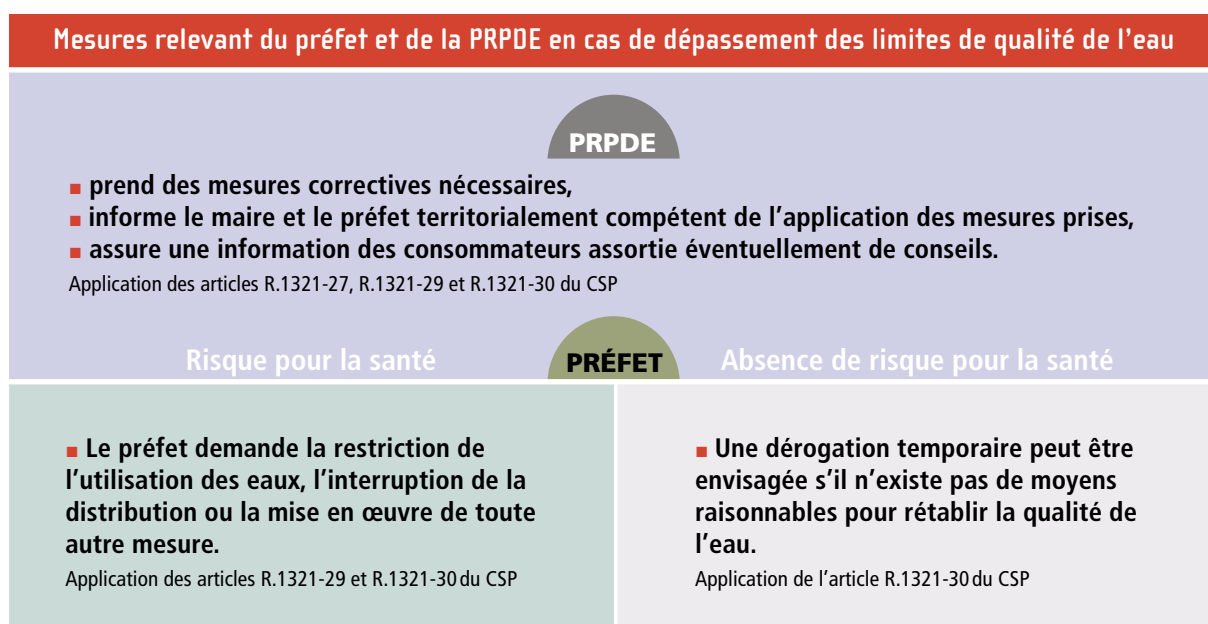 Mesures relevant du préfet et de la PRPDE en cas de dépassement des limites de qualité de l'eau
PRPDE
■ prend des mesures correctives nécessaires,
■ informe le maire et le préfet territorialement compétent de l'application des mesures prises,
■ assure une information des consommateurs assortie éventuellement de conseils.
Application des articles R.1321-27, R.1321-29 et R.1321-30 du CSP
Risque pour la santé
PRÉFET
Absence de risque pour la santé
■ Le préfet demande la restriction de
l'utilisation des eaux, l'interruption de la
distribution ou la mise en œuvre de toute
autre mesure.
Application des articles R.1321-29 et R.1321-30 du CSP
■ Une dérogation temporaire peut être
envisagée s'il n'existe pas de moyens
raisonnables pour rétablir la qualité de
l'eau.
Application de l'article R.1321-30 du CSP